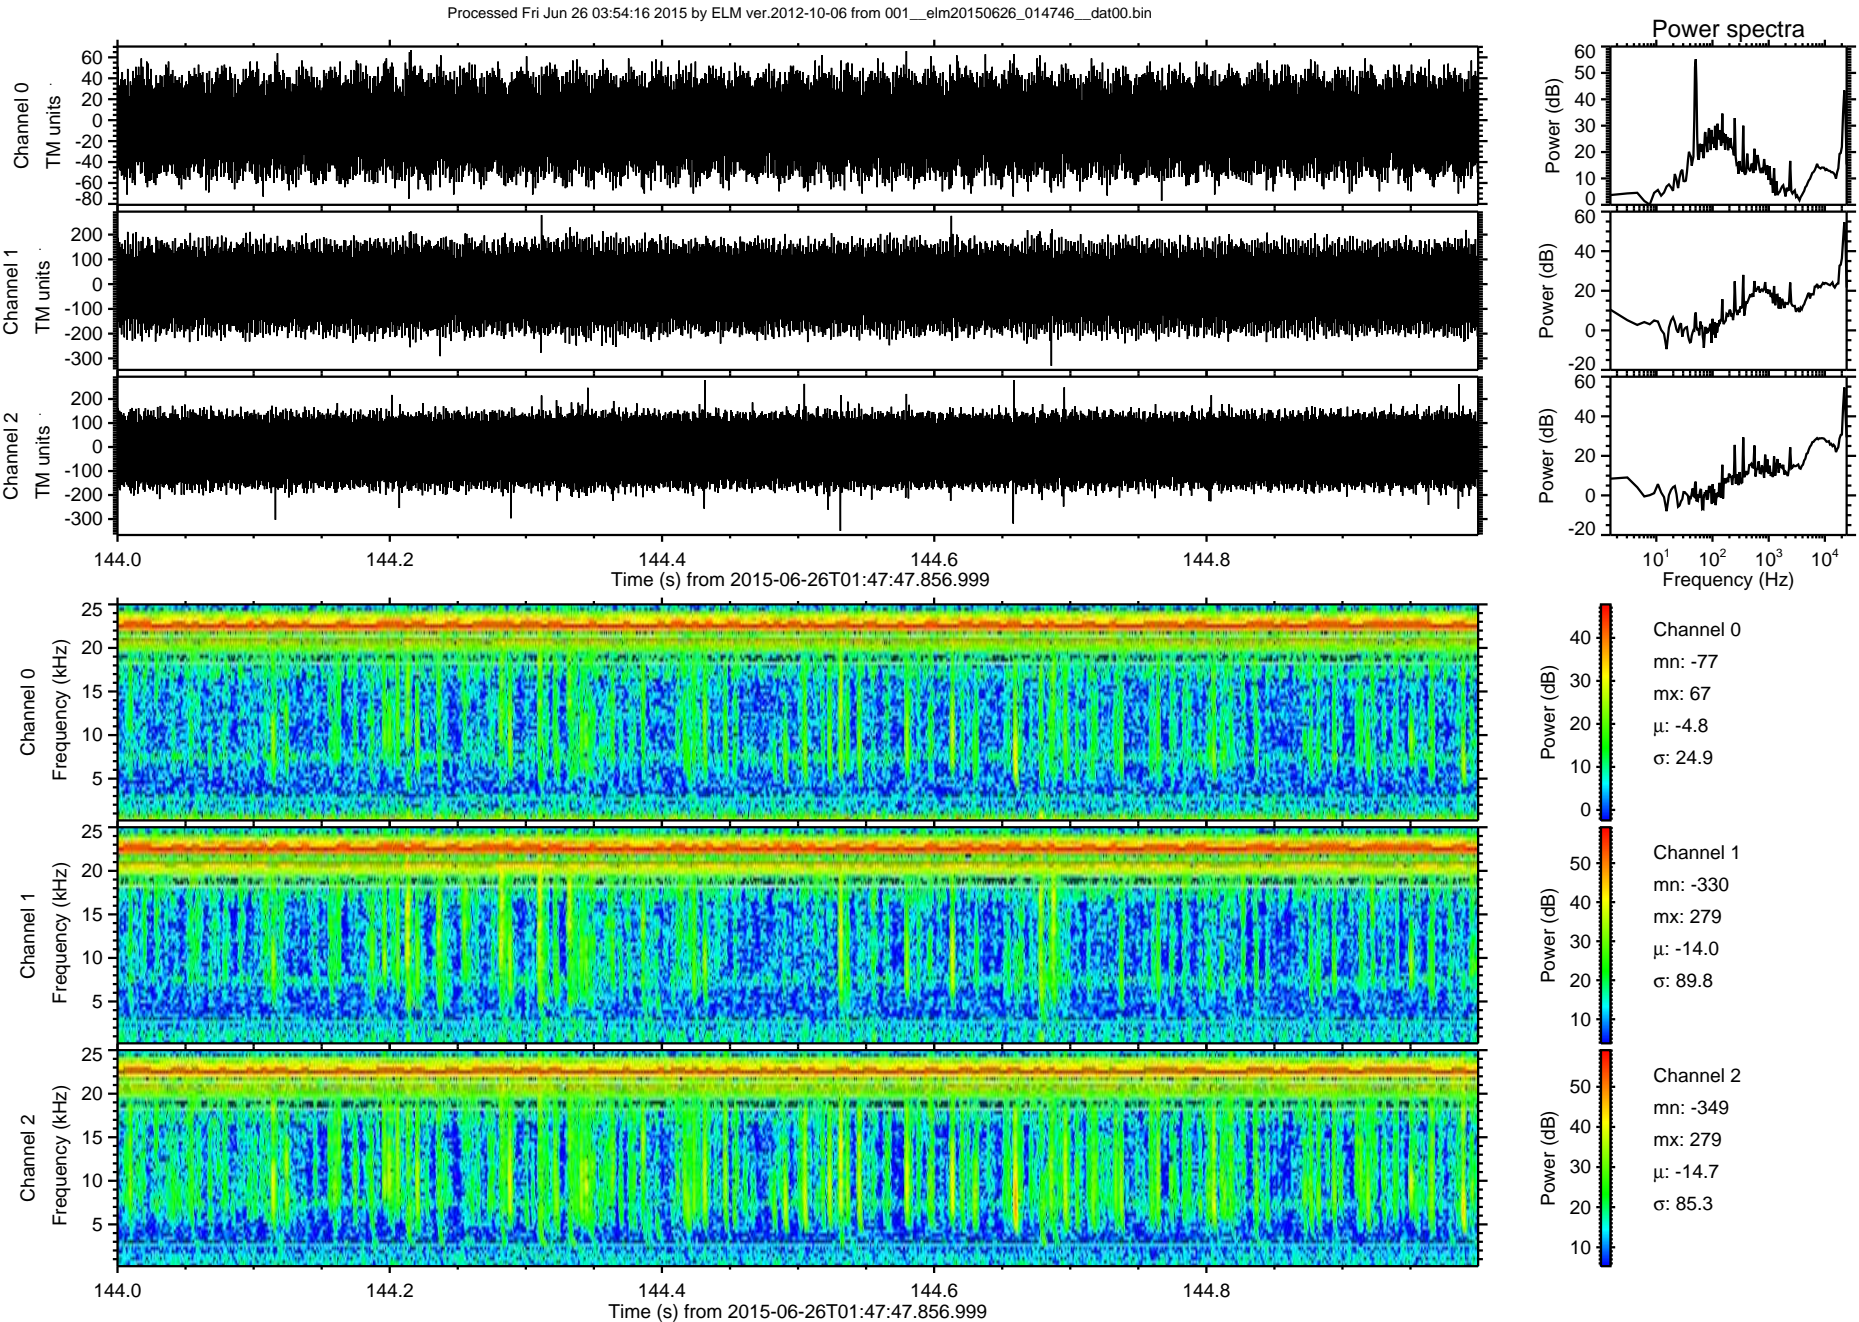 Processed Fri Jun 26 03:54:16 2015 by ELM ver.2012-10-06 from 001__elm20150626_014746__dat00.bin
Power spectra
Channel 0
TM units
60
40
20
0
-20
-40
-60
-80
Power (dB)
60
50
40
30
20
10
0
Channel 1
TM units
200
100
0
-100
-200
-300
Power (dB)
60
40
20
0
-20
Channel 2
TM units
200
100
0
-100
-200
-300
Power (dB)
60
40
20
0
-20
144.0 144.2 144.4 144.6 144.8
Time (s) from 2015-06-26T01:47:47.856.999
10¹ 10² 10³ 10⁴
Frequency (Hz)
Channel 0
Frequency (kHz)
25
20
15
10
5
Power (dB)
40
30
20
10
0
Channel 0
mn: -77
mx: 67
µ: -4.8
σ: 24.9
Channel 1
Frequency (kHz)
25
20
15
10
5
Power (dB)
50
40
30
20
10
Channel 1
mn: -330
mx: 279
µ: -14.0
σ: 89.8
Channel 2
Frequency (kHz)
25
20
15
10
5
Power (dB)
50
40
30
20
10
Channel 2
mn: -349
mx: 279
µ: -14.7
σ: 85.3
144.0 144.2 144.4 144.6 144.8
Time (s) from 2015-06-26T01:47:47.856.999